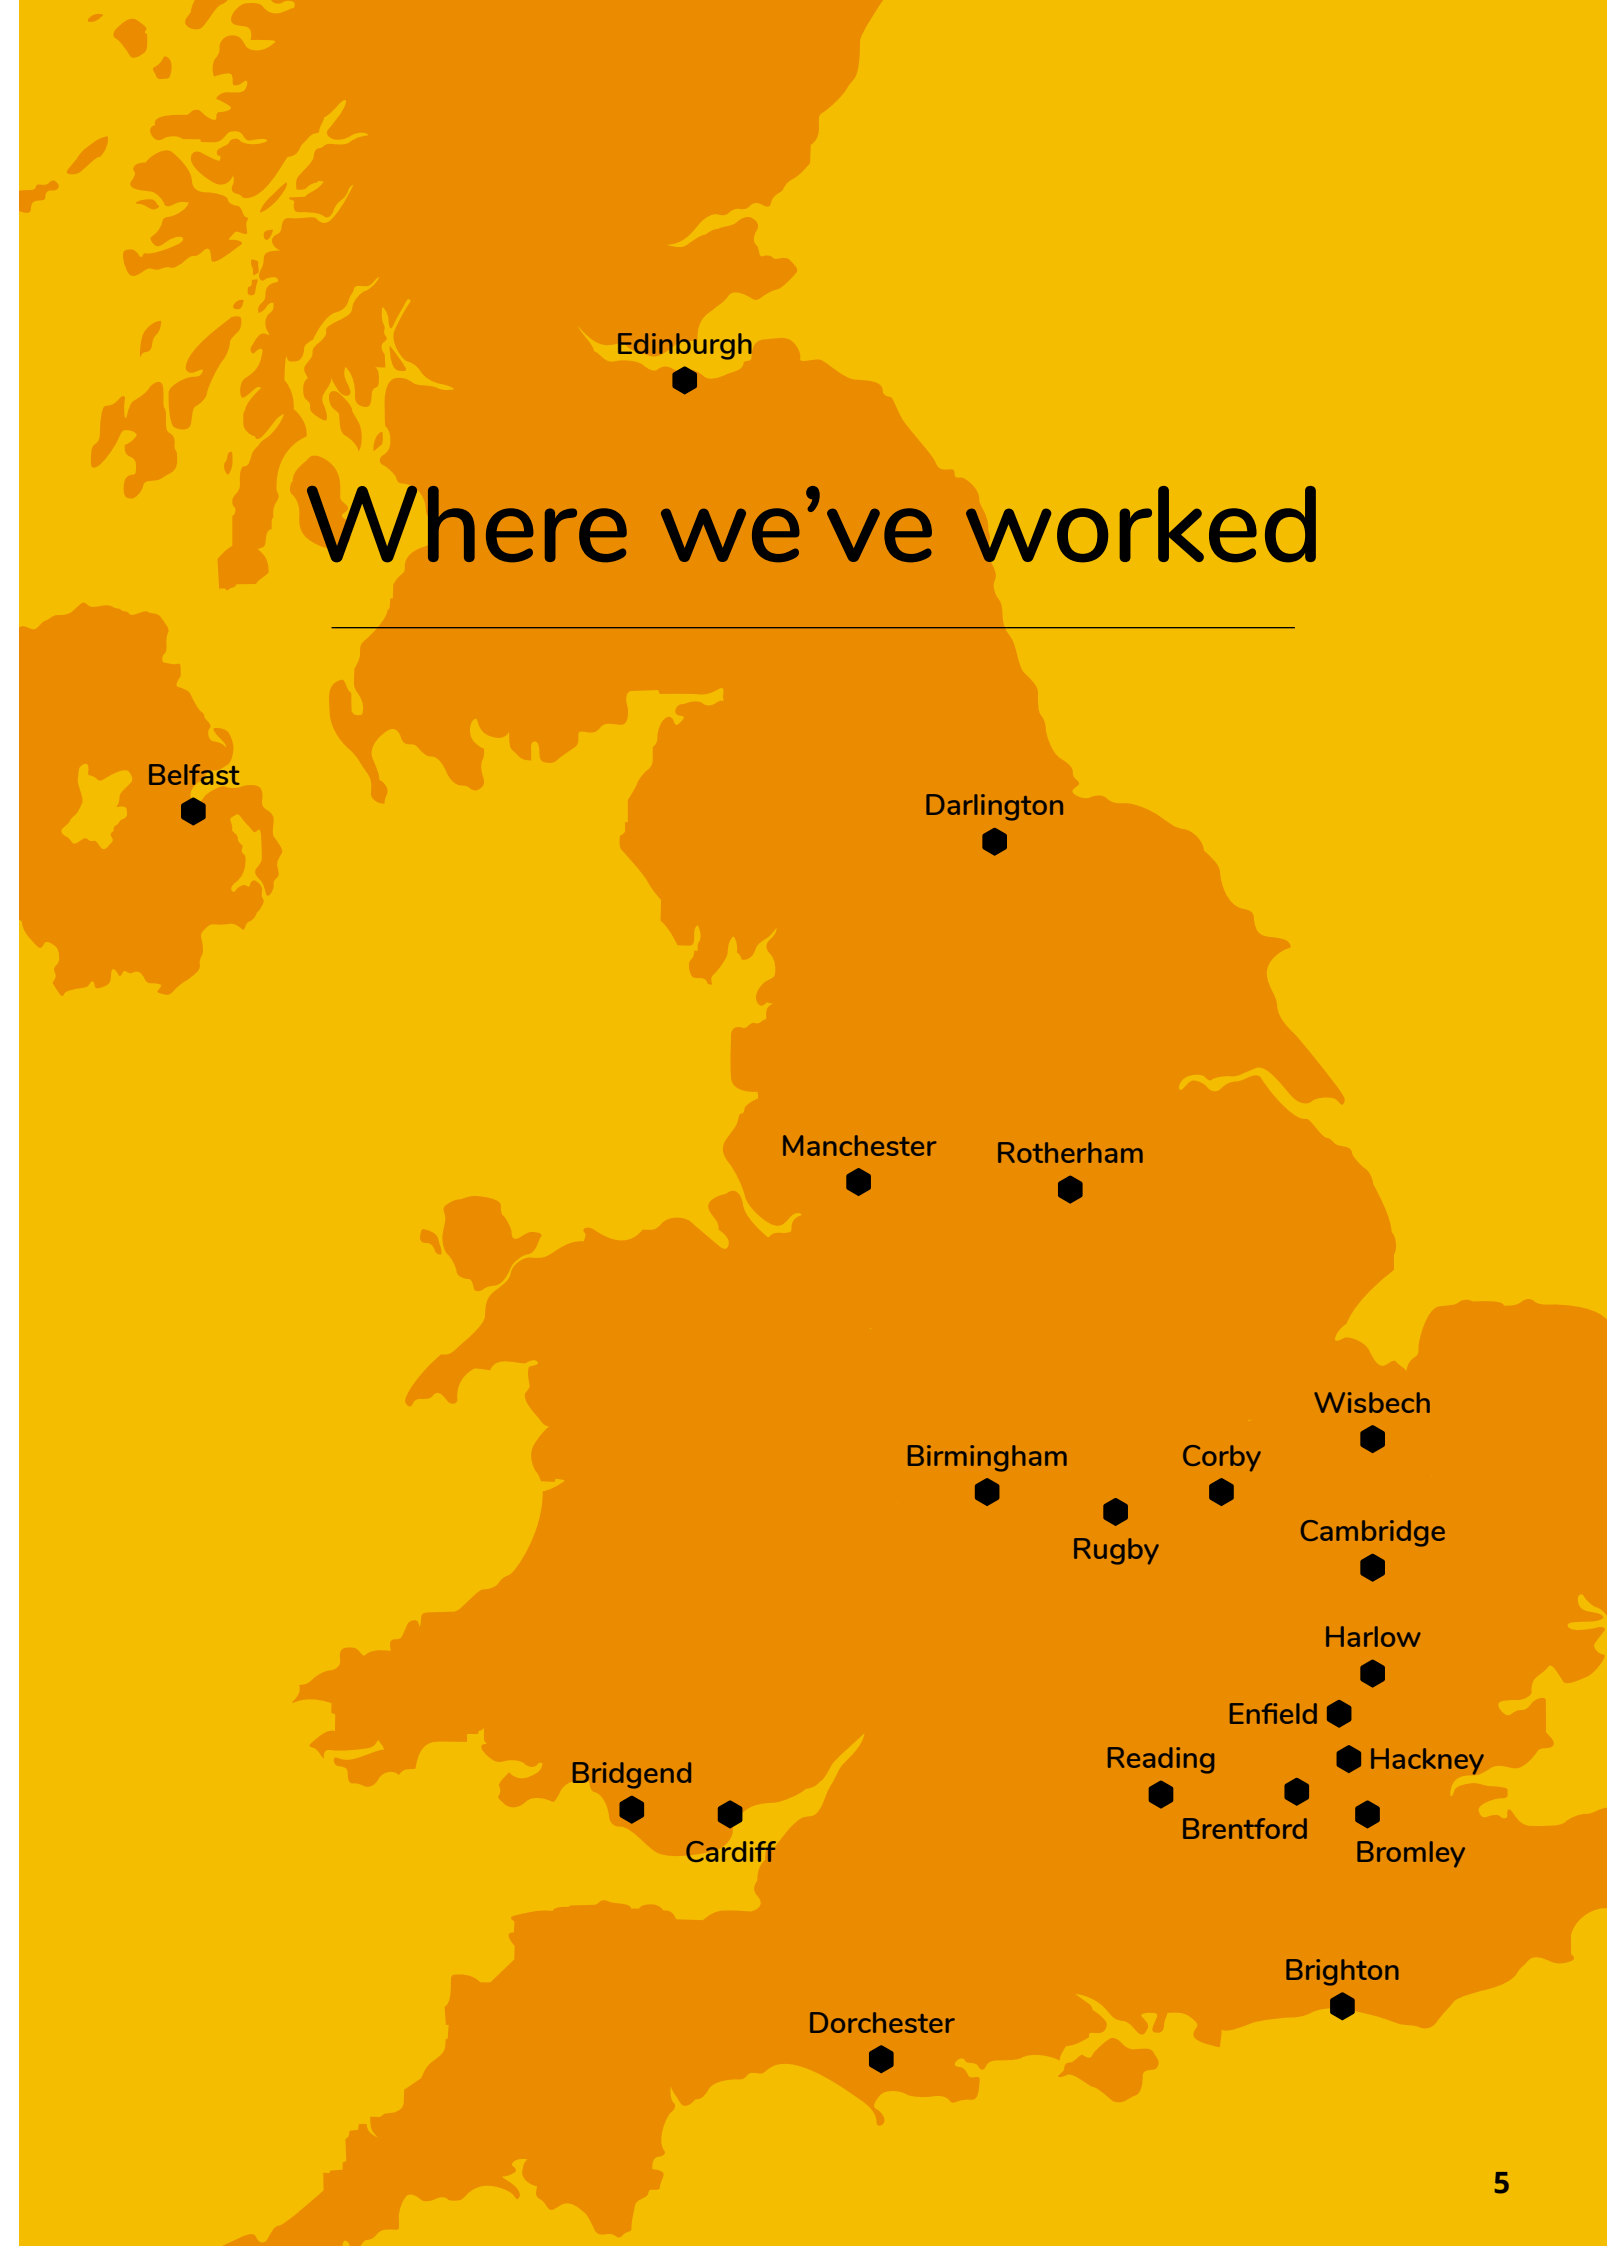 Edinburgh
Where we’ve worked
Belfast
Darlington
Manchester
Rotherham
Wisbech
Birmingham
Corby
Rugby
Cambridge
Harlow
Enfield
Reading
Hackney
Bridgend
Brentford
Cardiff
Bromley
Brighton
Dorchester
5